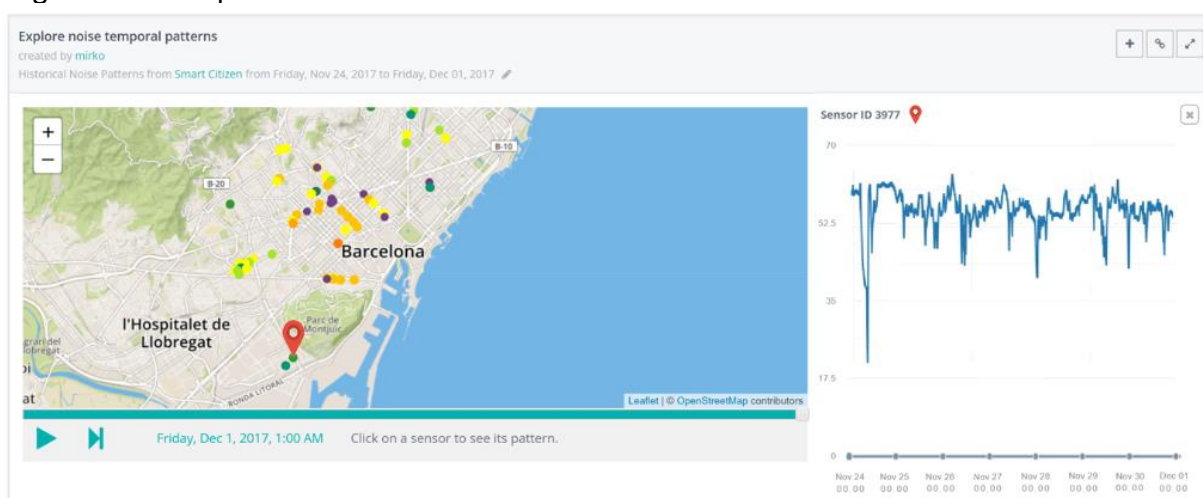 Explore noise temporal patterns
created by mirko
Historical Noise Patterns from Smart Citizen from Friday, Nov 24, 2017 to Friday, Dec 01, 2017
+
−
B-20
B-10
Barcelona
l'Hospitalet de
Llobregat
Parc de
Montjuïc
RONDA LITORAL
at
Leaflet | © OpenStreetMap contributors
Friday, Dec 1, 2017, 1:00 AM Click on a sensor to see its pattern.
Sensor ID 3977
70
52.5
35
17.5
0
Nov 24 Nov 25 Nov 26 Nov 27 Nov 28 Nov 29 Nov 30 Dec 01
00:00 00:00 00:00 00:00 00:00 00:00 00:00 00:00